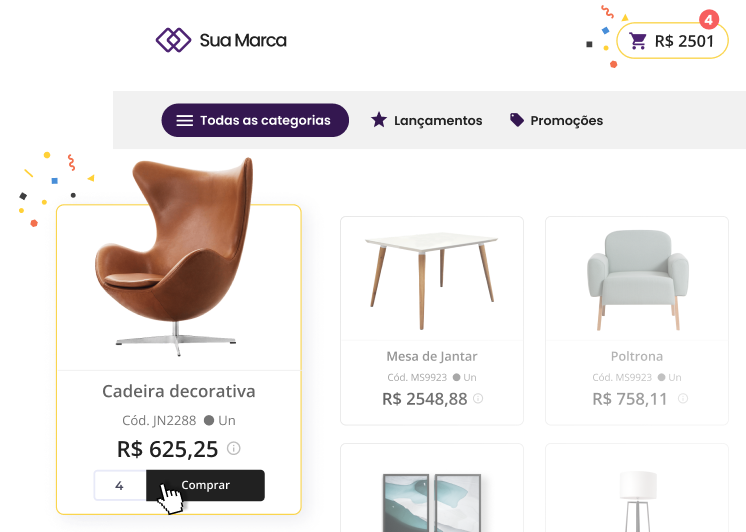 Sua Marca
4
R$ 2501
Todas as categorias
Lançamentos
Promoções
Cadeira decorativa
Cód. JN2288 Un
R$ 625,25
4
Comprar
Mesa de Jantar
Cód. MS9923 Un
R$ 2548,88
Poltrona
Cód. MS9923 Un
R$ 758,11